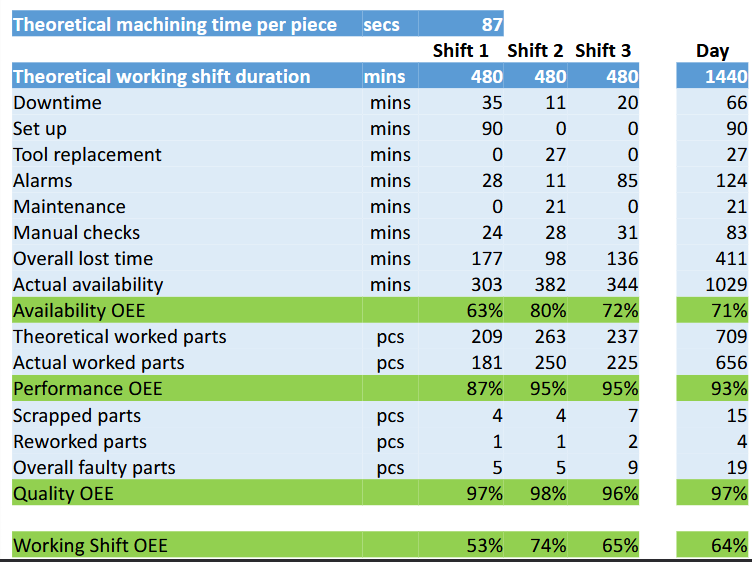 Theoretical machining time per piece secs 87
Shift 1 Shift 2 Shift 3 Day
Theoretical working shift duration mins 480 480 480 1440
Downtime mins 35 11 20 66
Set up mins 90 0 0 90
Tool replacement mins 0 27 0 27
Alarms mins 28 11 85 124
Maintenance mins 0 21 0 21
Manual checks mins 24 28 31 83
Overall lost time mins 177 98 136 411
Actual availability mins 303 382 344 1029
Availability OEE 63% 80% 72% 71%
Theoretical worked parts pcs 209 263 237 709
Actual worked parts pcs 181 250 225 656
Performance OEE 87% 95% 95% 93%
Scrapped parts pcs 4 4 7 15
Reworked parts pcs 1 1 2 4
Overall faulty parts pcs 5 5 9 19
Quality OEE 97% 98% 96% 97%
Working Shift OEE 53% 74% 65% 64%